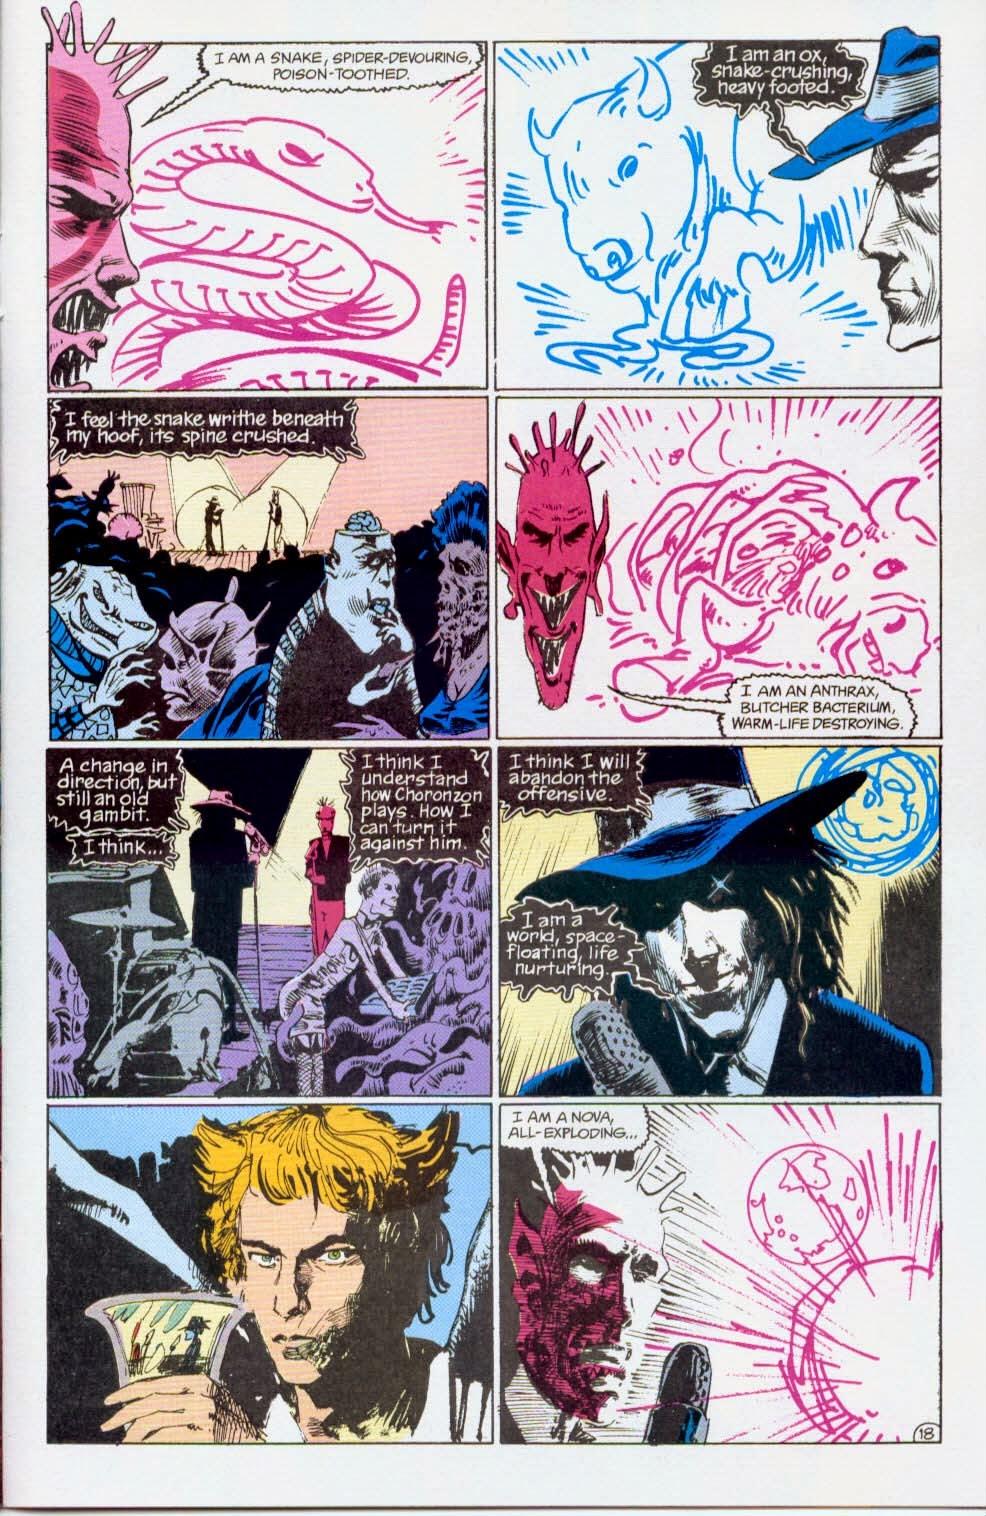 I AM A SNAKE, SPIDER-DEVOURING,
POISON-TOOTHED.
I am an ox,
snake-crushing,
heavy footed.
I feel the snake writhe beneath
my hoof, its spine crushed.
I AM AN ANTHRAX,
BUTCHER BACTERIUM,
WARM-LIFE DESTROYING.
A change in
direction, but
still an old
gambit.
I think...
I think I
understand
how Choronzon
plays. How I
can turn it
against him.
I think I will
abandon the
offensive.
I am a
world, space-
floating, life
nurturing.
I AM A NOVA,
ALL-EXPLODING...
18